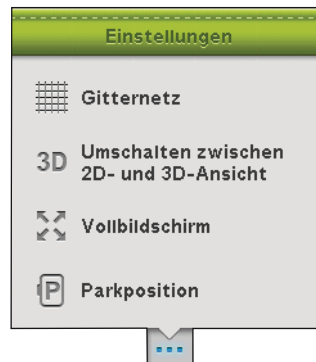 Einstellungen
Gitternetz
3D
Umschalten zwischen
2D- und 3D-Ansicht
Vollbildschirm
P
Parkposition